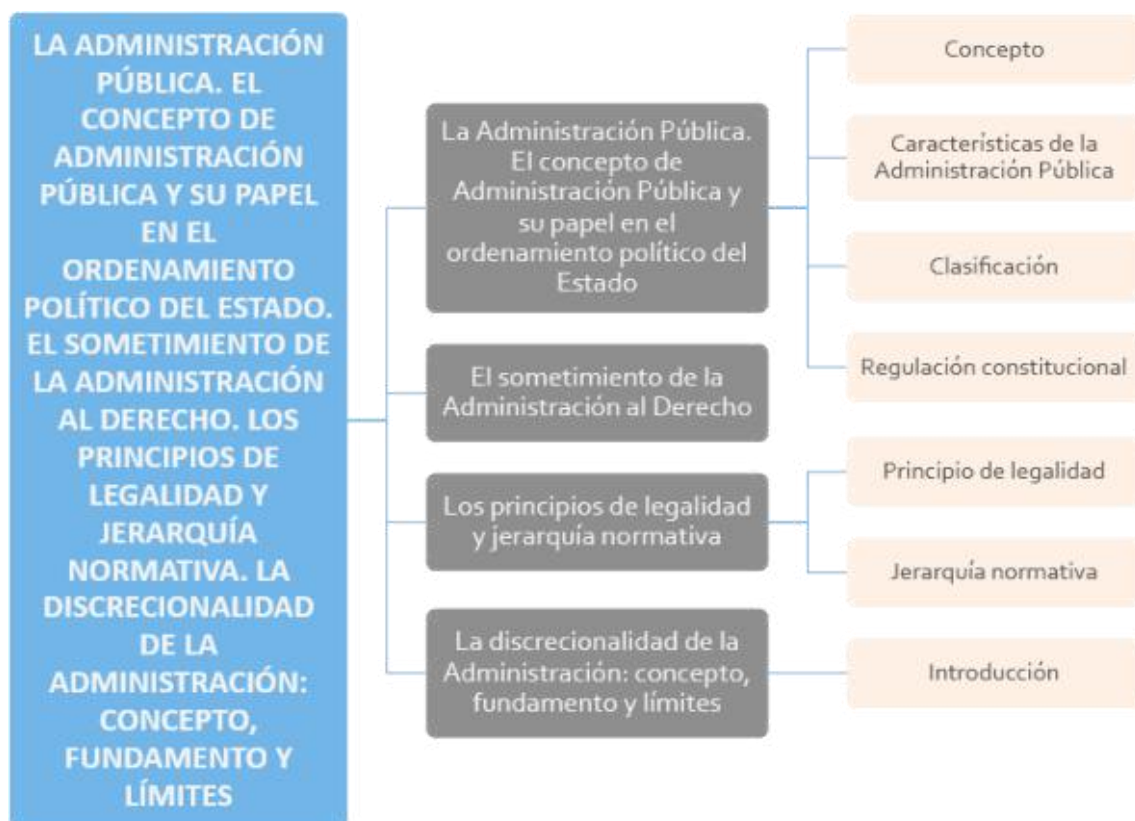 LA ADMINISTRACIÓN
PÚBLICA. EL
CONCEPTO DE
ADMINISTRACIÓN
PÚBLICA Y SU PAPEL
EN EL
ORDENAMIENTO
POLÍTICO DEL ESTADO.
EL SOMETIMIENTO DE
LA ADMINISTRACIÓN
AL DERECHO. LOS
PRINCIPIOS DE
LEGALIDAD Y
JERARQUÍA
NORMATIVA. LA
DISCRECIONALIDAD
DE LA
ADMINISTRACIÓN:
CONCEPTO,
FUNDAMENTO Y
LÍMITES
La Administración Pública.
El concepto de
Administración Pública y
su papel en el
ordenamiento político del
Estado
Concepto
Características de la
Administración Pública
Clasificación
Regulación constitucional
El sometimiento de la
Administración al Derecho
Los principios de legalidad
y jerarquía normativa
Principio de legalidad
Jerarquía normativa
La discrecionalidad de la
Administración: concepto,
fundamento y límites
Introducción